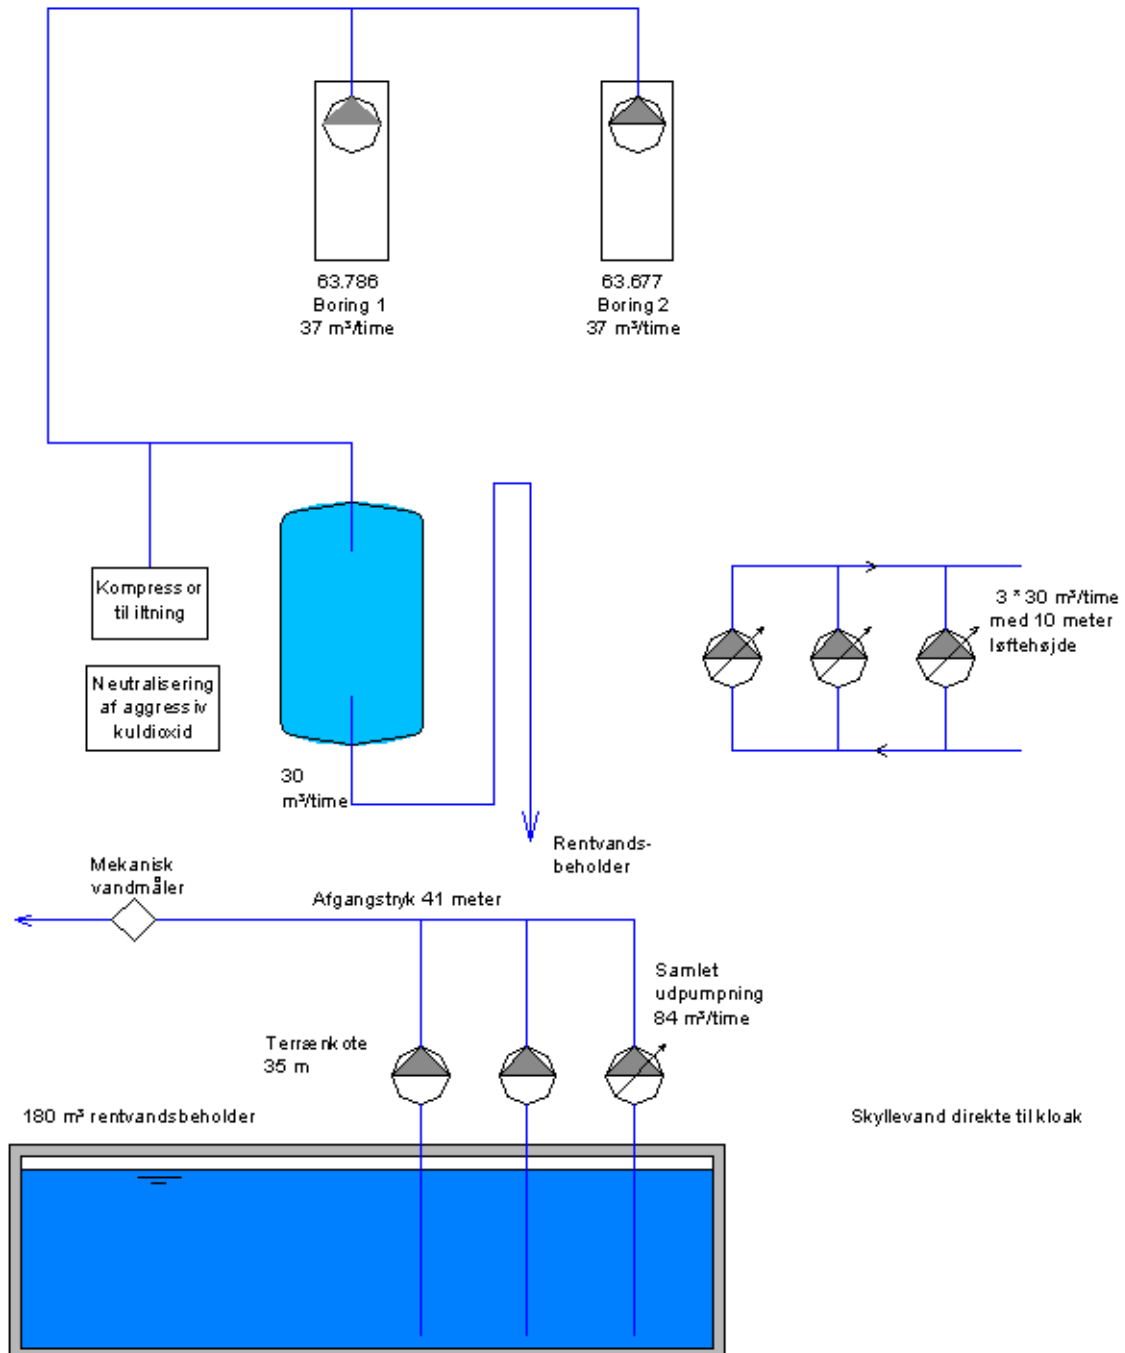 63.786
Boring 1
37 m³/time
63.677
Boring 2
37 m³/time
Kompressor
til iltning
Neutralisering
af aggressiv
kuldioxid
30
m³/time
3 * 30 m³/time
med 10 meter
løftehøjde
Rentvands-
beholder
Mekanisk
vandmåler
Afgangstryk 41 meter
Samlet
udpumpning
84 m³/time
Terrænkote
35 m
180 m³ rentvandsbeholder
Skyllevand direkte til kloak